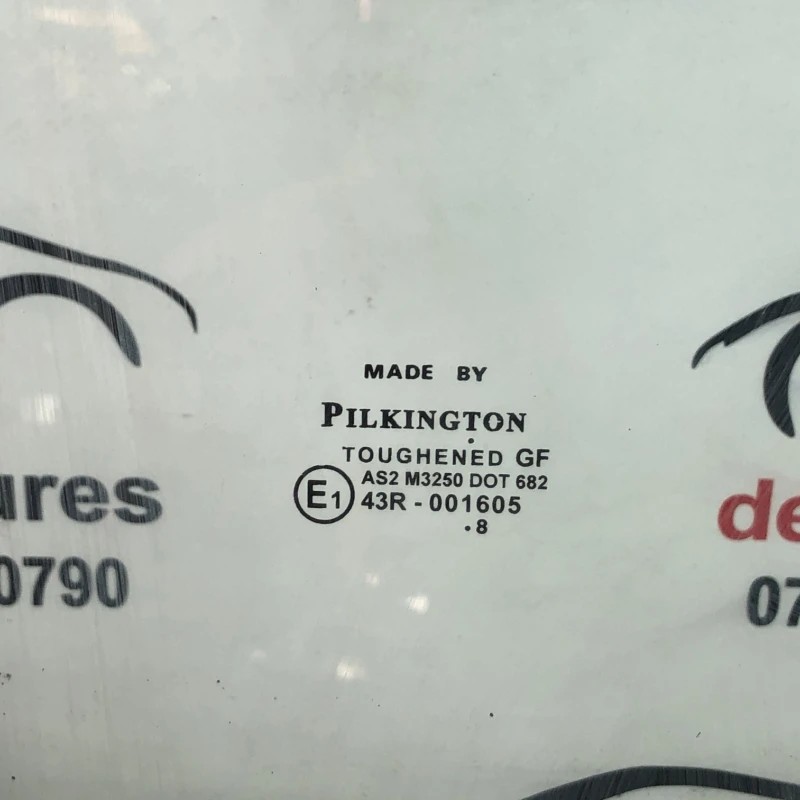 MADE BY
PILKINGTON
TOUGHENED GF
AS2 M3250 DOT 682
E1 43R - 001605
.8
ures
0790
de
07